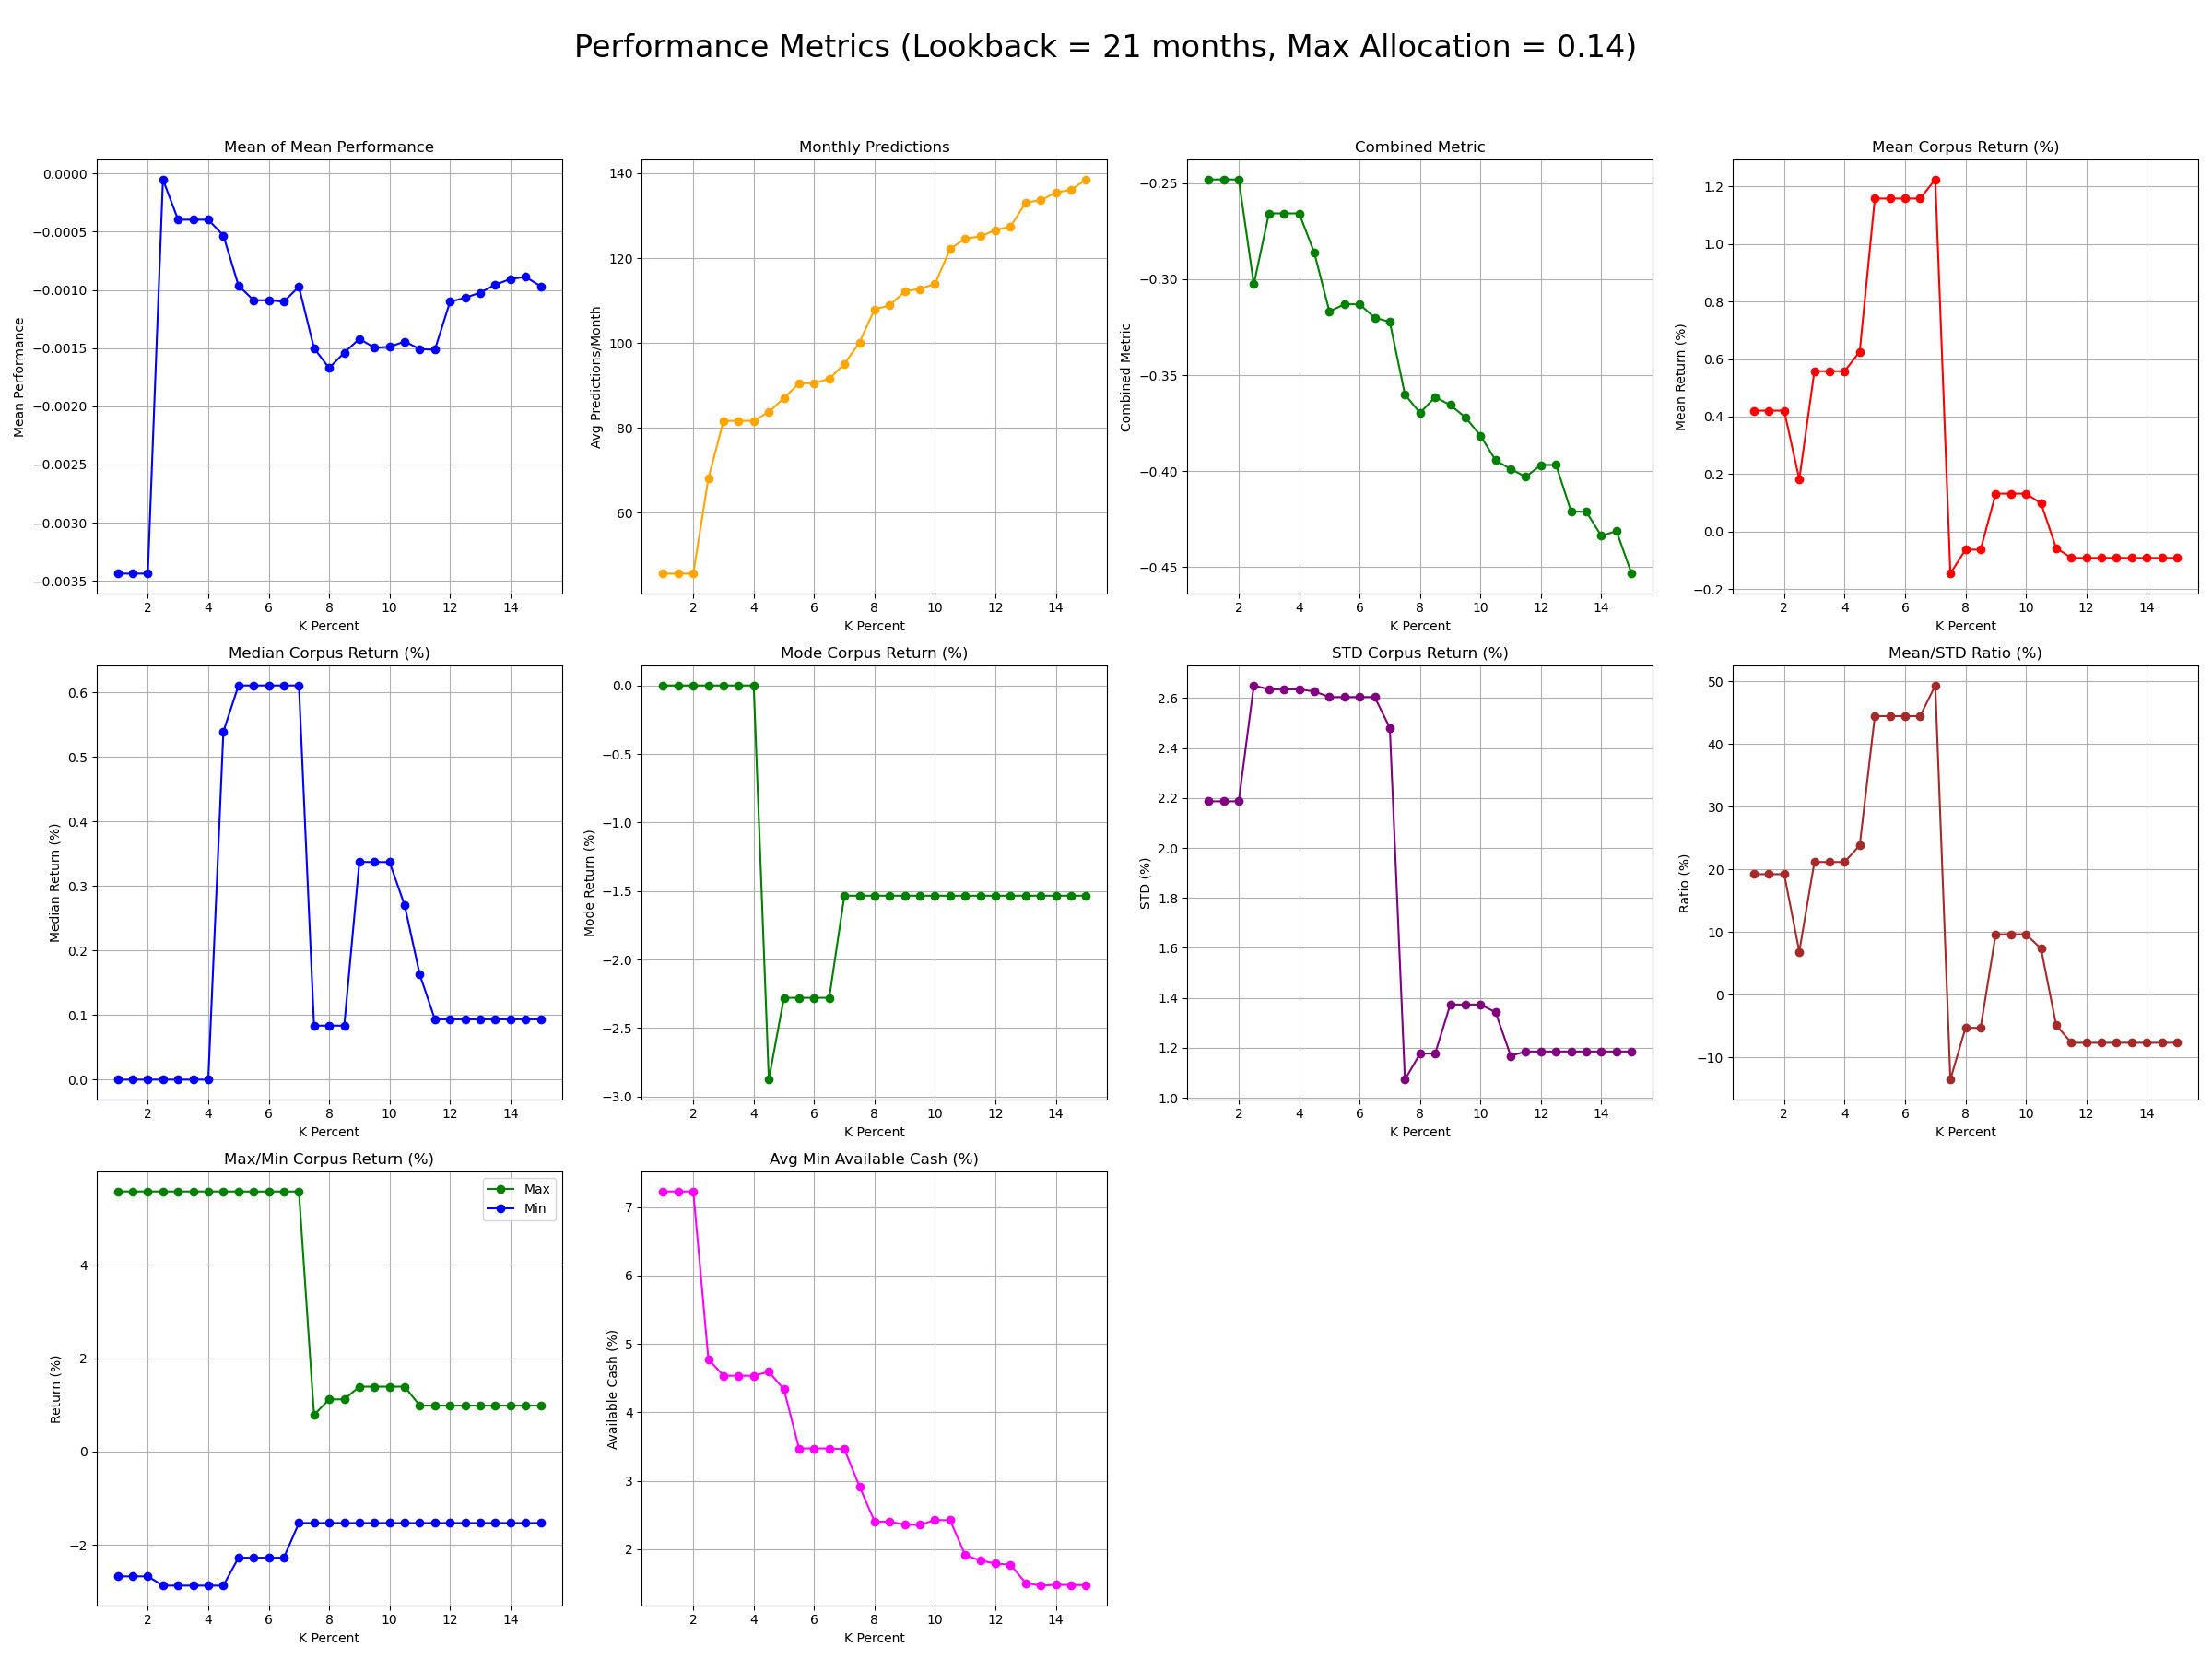 Performance Metrics (Lookback = 21 months, Max Allocation = 0.14)
Mean of Mean Performance
Mean Performance
0.0000
−0.0005
−0.0010
−0.0015
−0.0020
−0.0025
−0.0030
−0.0035
2 4 6 8 10 12 14
K Percent
Monthly Predictions
Avg Predictions/Month
140
120
100
80
60
2 4 6 8 10 12 14
K Percent
Combined Metric
Combined Metric
−0.25
−0.30
−0.35
−0.40
−0.45
2 4 6 8 10 12 14
K Percent
Mean Corpus Return (%)
Mean Return (%)
1.2
1.0
0.8
0.6
0.4
0.2
0.0
−0.2
2 4 6 8 10 12 14
K Percent
Median Corpus Return (%)
Median Return (%)
0.6
0.5
0.4
0.3
0.2
0.1
0.0
2 4 6 8 10 12 14
K Percent
Mode Corpus Return (%)
Mode Return (%)
0.0
−0.5
−1.0
−1.5
−2.0
−2.5
−3.0
2 4 6 8 10 12 14
K Percent
STD Corpus Return (%)
STD (%)
2.6
2.4
2.2
2.0
1.8
1.6
1.4
1.2
1.0
2 4 6 8 10 12 14
K Percent
Mean/STD Ratio (%)
Ratio (%)
50
40
30
20
10
0
−10
2 4 6 8 10 12 14
K Percent
Max/Min Corpus Return (%)
Return (%)
4
2
0
−2
Max
Min
2 4 6 8 10 12 14
K Percent
Avg Min Available Cash (%)
Available Cash (%)
7
6
5
4
3
2
2 4 6 8 10 12 14
K Percent